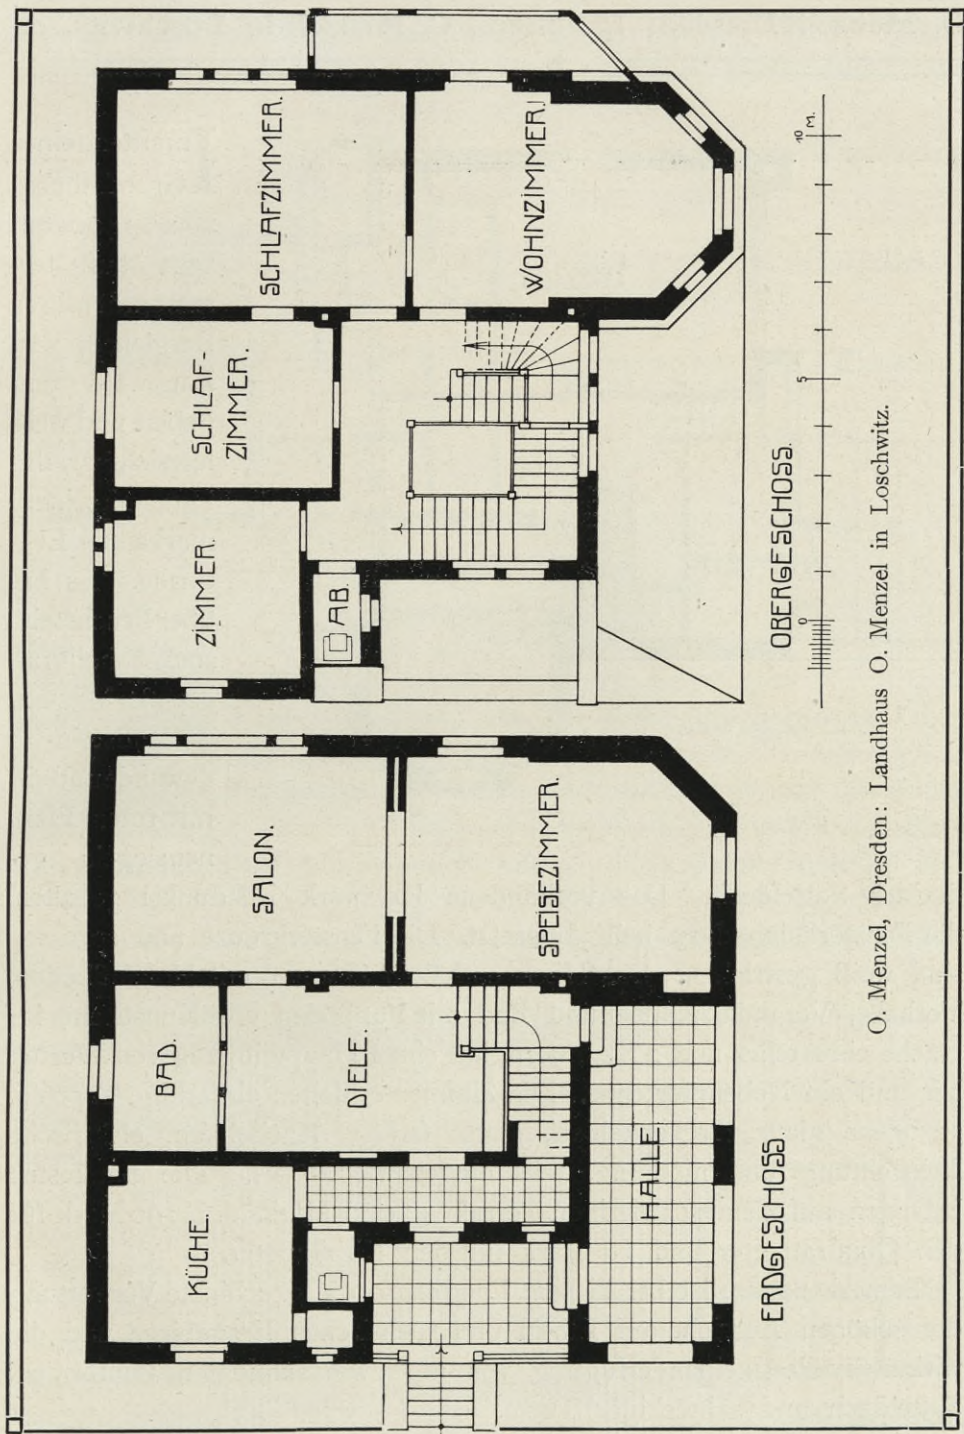 KÜCHE.
BAD.
SALON.
DIELE
SPEISEZIMMER.
HALLE
ERDGESCHOSS.
ZIMMER.
SCHLAF-
ZIMMER.
SCHLAFZIMMER.
AB.
WOHNZIMMER.
OBERGESCHOSS.
0 5 10 M.
O. Menzel, Dresden: Landhaus O. Menzel in Loschwitz.